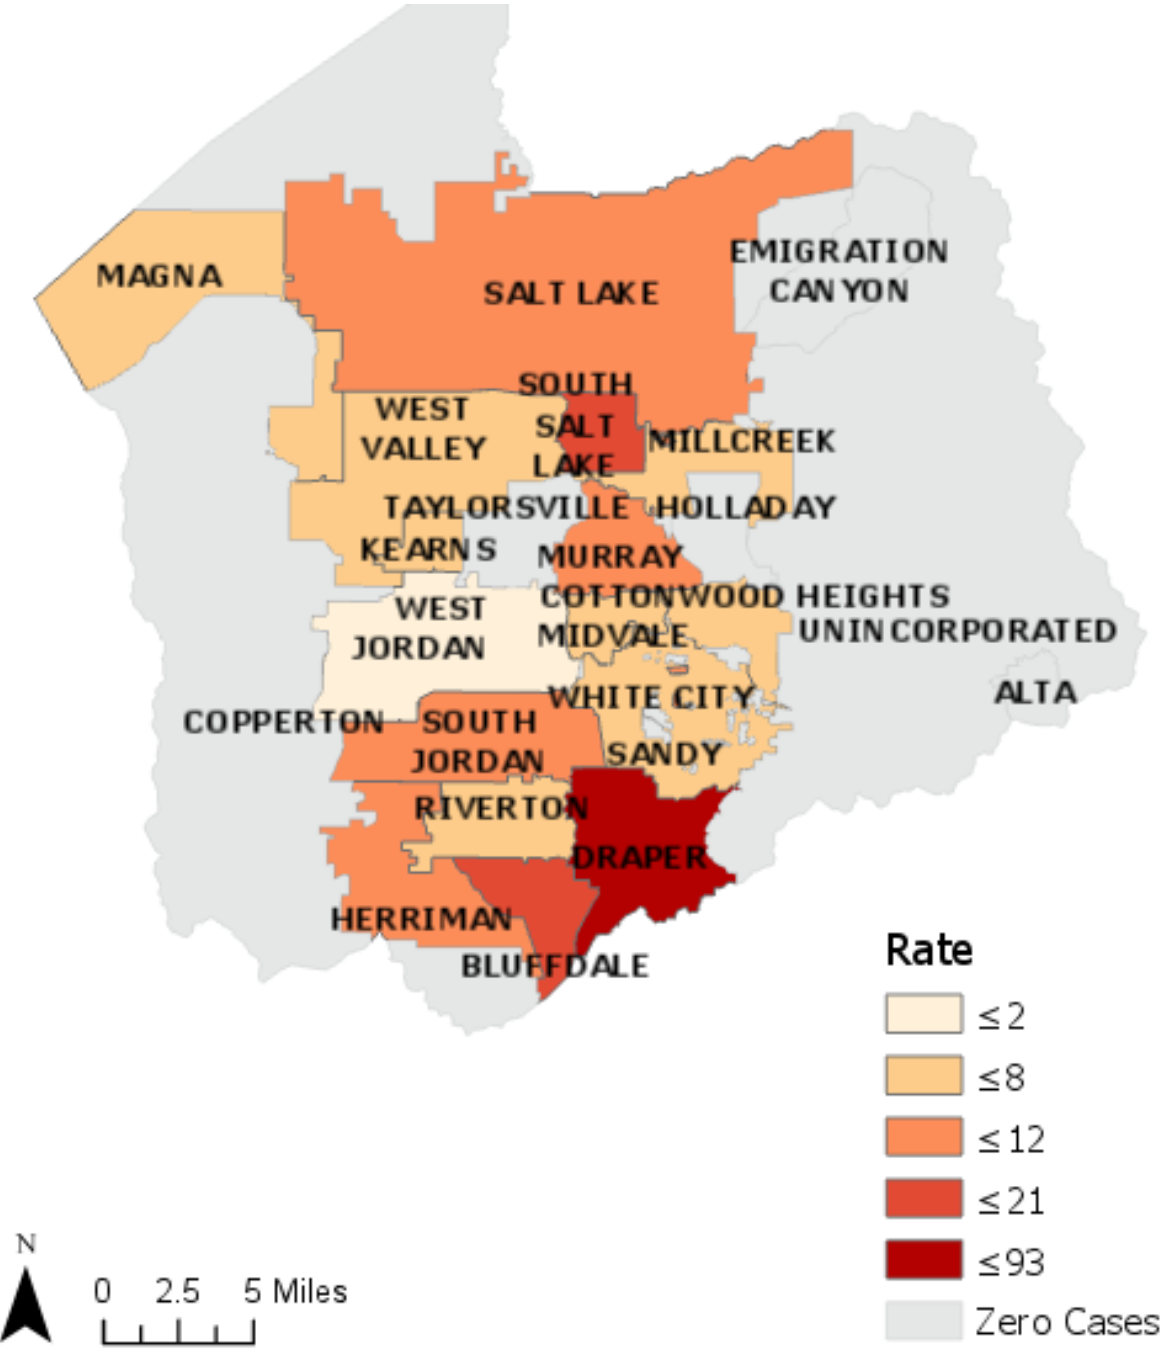 MAGNA
SALT LAKE
EMIGRATION
CANYON
SOUTH
SALT
LAKE
WEST
VALLEY
MILLCREEK
TAYLORSVILLE
HOLLADAY
KEARNS
MURRAY
WEST
JORDAN
COTTONWOOD HEIGHTS
MIDVALE
UNINCORPORATED
WHITE CITY
ALTA
COPPERTON
SOUTH
JORDAN
SANDY
RIVERTON
DRAPER
HERRIMAN
BLUFFDALE
Rate
≤2
≤8
≤12
≤21
≤93
Zero Cases
N
0 2.5 5 Miles